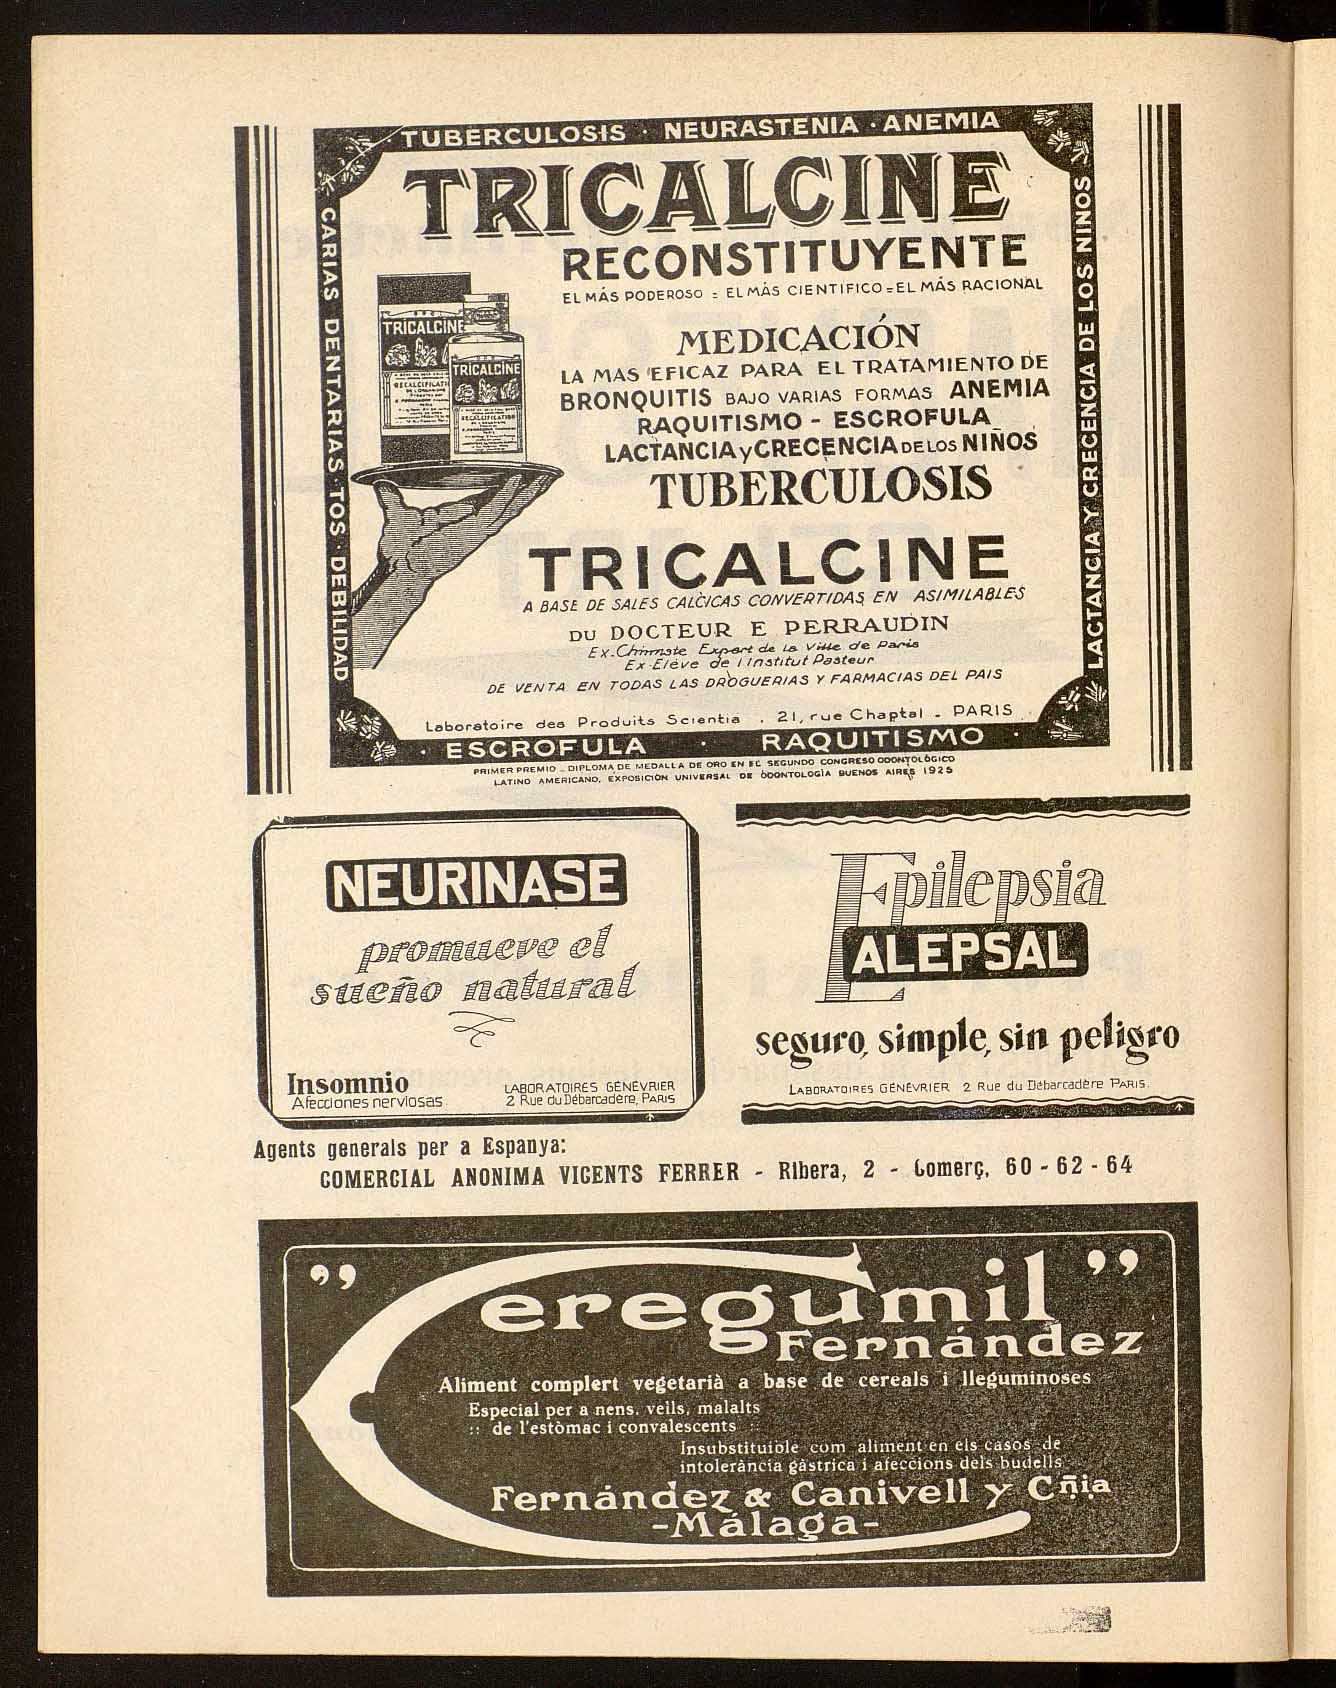 TUBERCULOSIS · NEURASTENIA · ANEMIA
CARIAS DENTARIAS · TOS · DEBILIDAD
LACTANCIA Y CRECENCIA DE LOS NINOS
TRICALCINE
RECONSTITUYENTE
EL MÁS PODEROSO = EL MÁS CIENTIFICO = EL MÁS RACIONAL
TRICALCINE
RECALCIFICATION
TRICALCINE
RECALCIFICATION
MEDICACIÓN
LA MAS EFICAZ PARA EL TRATAMIENTO DE
BRONQUITIS BAJO VARIAS FORMAS ANEMIA
RAQUITISMO - ESCROFULA
LACTANCIA y CRECENCIA DE LOS NIÑOS
TUBERCULOSIS
TRICALCINE
A BASE DE SALES CALCICAS CONVERTIDAS EN ASIMILABLES
DU DOCTEUR E PERRAUDIN
Ex-Chimiste Expert de la Ville de Paris
Ex-Elève de l'Institut Pasteur
DE VENTA EN TODAS LAS DROGUERIAS Y FARMACIAS DEL PAIS
Laboratoire des Produits Scientia . 21, rue Chaptal - PARIS .
· ESCROFULA · RAQUITISMO ·
PRIMER PREMIO - DIPLOMA DE MEDALLA DE ORO EN EL SEGUNDO CONGRESO ODONTOLÓGICO
LATINO AMERICANO, EXPOSICIÓN UNIVERSAL DE ODONTOLOGÍA BUENOS AIRES 1925
NEURINASE
promueve el
sueño natural
Insomnio
Afecciones nerviosas
LABORATOIRES GÉNÉVRIER
2 Rue du Débarcadère, PARIS
Epilepsia
ALEPSAL
seguro, simple, sin peligro
LABORATOIRES GÉNÉVRIER 2 Rue du Débarcadère PARIS.
Agents generals per a Espanya:
COMERCIAL ANONIMA VICENTS FERRER - Ribera, 2 - Comerç, 60 - 62 - 64
"Ceregumil"
Fernández
Aliment complert vegetarià a base de cereals i lleguminoses
Especial per a nens, vells, malalts
:: de l'estòmac i convalescents ::
Insubstituïble com aliment en els casos de
intolerància gàstrica i afeccions dels budells
Fernández & Canivell y Cñia
-Málaga-